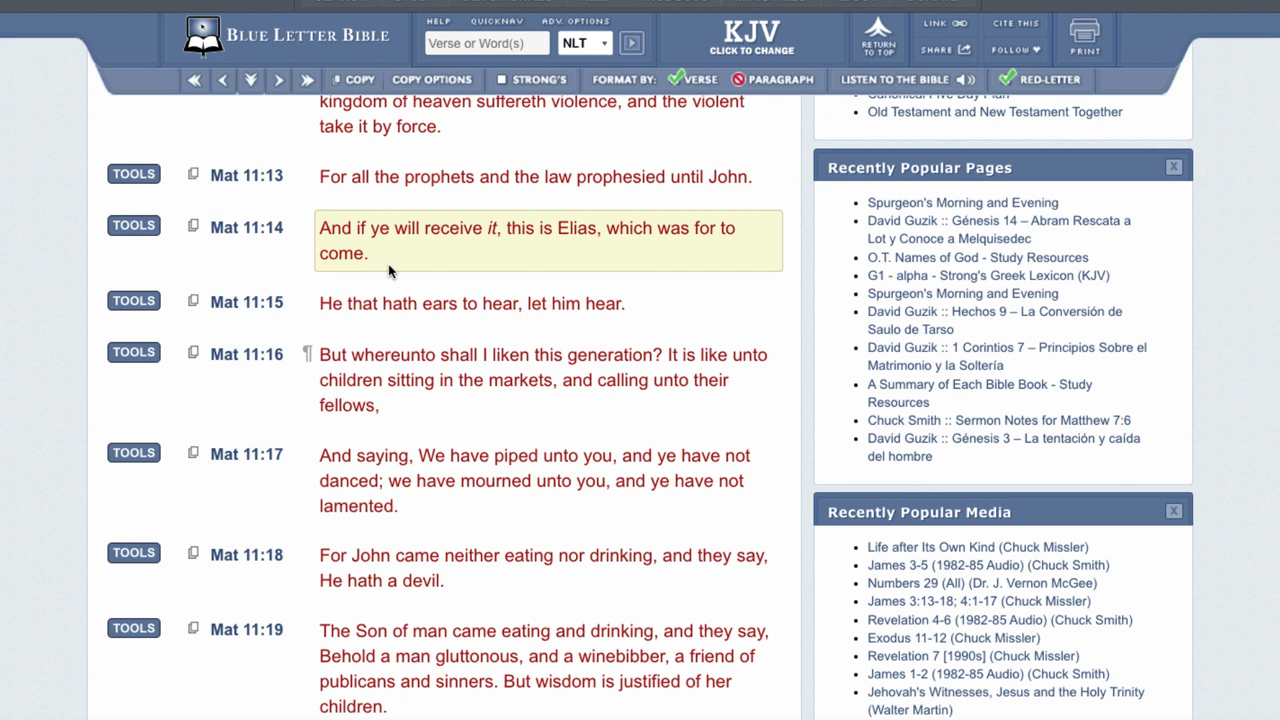 HELP QUICKNAV ADV. OPTIONS
BLUE LETTER BIBLE
Verse or Word(s)
NLT
KJV
CLICK TO CHANGE
RETURN
TO TOP
LINK
CITE THIS
SHARE
FOLLOW
PRINT
COPY COPY OPTIONS STRONG'S FORMAT BY: VERSE PARAGRAPH LISTEN TO THE BIBLE RED-LETTER
kingdom of heaven suffereth violence, and the violent
take it by force.
TOOLS Mat 11:13 For all the prophets and the law prophesied until John.
TOOLS Mat 11:14 And if ye will receive it, this is Elias, which was for to
come.
TOOLS Mat 11:15 He that hath ears to hear, let him hear.
TOOLS Mat 11:16 ¶ But whereunto shall I liken this generation? It is like unto
children sitting in the markets, and calling unto their
fellows,
TOOLS Mat 11:17 And saying, We have piped unto you, and ye have not
danced; we have mourned unto you, and ye have not
lamented.
TOOLS Mat 11:18 For John came neither eating nor drinking, and they say,
He hath a devil.
TOOLS Mat 11:19 The Son of man came eating and drinking, and they say,
Behold a man gluttonous, and a winebibber, a friend of
publicans and sinners. But wisdom is justified of her
children.
Old Testament and New Testament Together
Recently Popular Pages
Spurgeon's Morning and Evening
David Guzik :: Génesis 14 – Abram Rescata a
Lot y Conoce a Melquisedec
O.T. Names of God - Study Resources
G1 - alpha - Strong's Greek Lexicon (KJV)
Spurgeon's Morning and Evening
David Guzik :: Hechos 9 – La Conversión de
Saulo de Tarso
David Guzik :: 1 Corintios 7 – Principios Sobre el
Matrimonio y la Soltería
A Summary of Each Bible Book - Study
Resources
Chuck Smith :: Sermon Notes for Matthew 7:6
David Guzik :: Génesis 3 – La tentación y caída
del hombre
Recently Popular Media
Life after Its Own Kind (Chuck Missler)
James 3-5 (1982-85 Audio) (Chuck Smith)
Numbers 29 (All) (Dr. J. Vernon McGee)
James 3:13-18; 4:1-17 (Chuck Missler)
Revelation 4-6 (1982-85 Audio) (Chuck Smith)
Exodus 11-12 (Chuck Missler)
Revelation 7 [1990s] (Chuck Missler)
James 1-2 (1982-85 Audio) (Chuck Smith)
Jehovah's Witnesses, Jesus and the Holy Trinity
(Walter Martin)